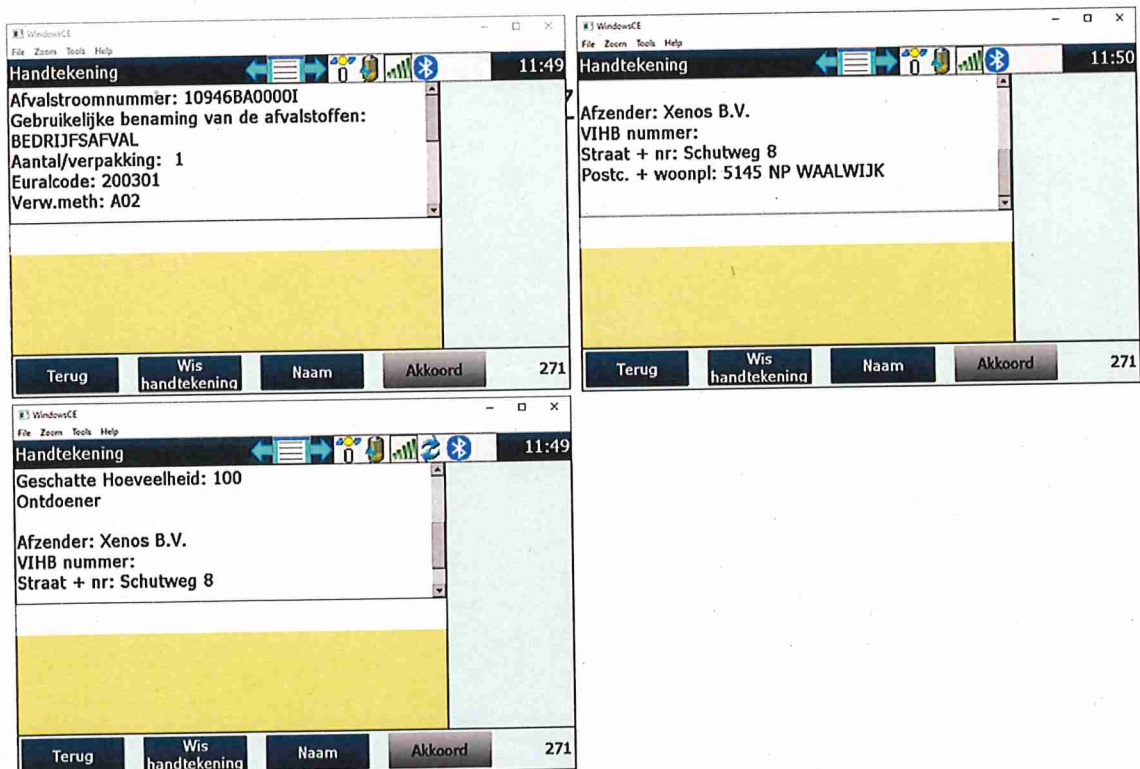 WindowsCE
File Zoom Tools Help
Handtekening 11:49
Afvalstroomnummer: 10946BA0000I
Gebruikelijke benaming van de afvalstoffen:
BEDRIJFSAFVAL
Aantal/verpakking: 1
Euralcode: 200301
Verw.meth: A02
Terug
Wis
handtekening
Naam
Akkoord
271
WindowsCE
File Zoom Tools Help
Handtekening 11:50
Afzender: Xenos B.V.
VIHB nummer:
Straat + nr: Schutweg 8
Postc. + woonpl: 5145 NP WAALWIJK
Terug
Wis
handtekening
Naam
Akkoord
271
WindowsCE
File Zoom Tools Help
Handtekening 11:49
Geschatte Hoeveelheid: 100
Ontdoener
Afzender: Xenos B.V.
VIHB nummer:
Straat + nr: Schutweg 8
Terug
Wis
handtekening
Naam
Akkoord
271